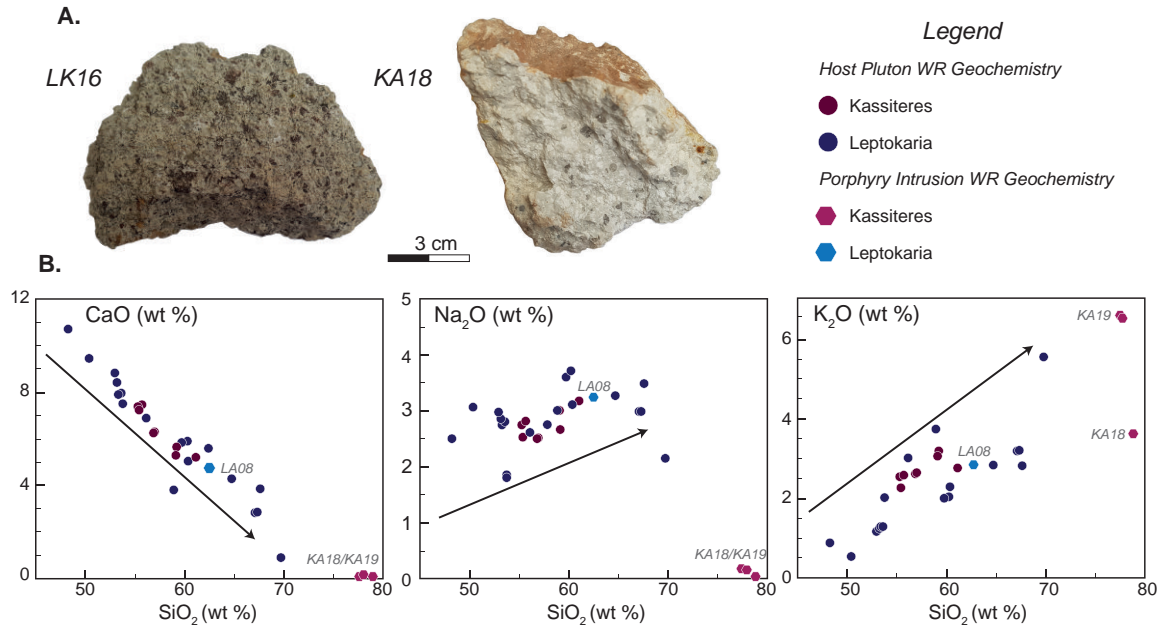 A.
LK16
KA18
3 cm
Legend
Host Pluton WR Geochemistry
Kassiteres
Leptokaria
Porphyry Intrusion WR Geochemistry
Kassiteres
Leptokaria
B.
CaO (wt %)
12
8
4
0
LA08
KA18/KA19
50 60 70 80
SiO₂ (wt %)
Na₂O (wt %)
5
4
3
2
1
0
LA08
KA18/KA19
50 60 70 80
SiO₂ (wt %)
K₂O (wt %)
6
4
2
0
KA19
KA18
LA08
50 60 70 80
SiO₂ (wt %)